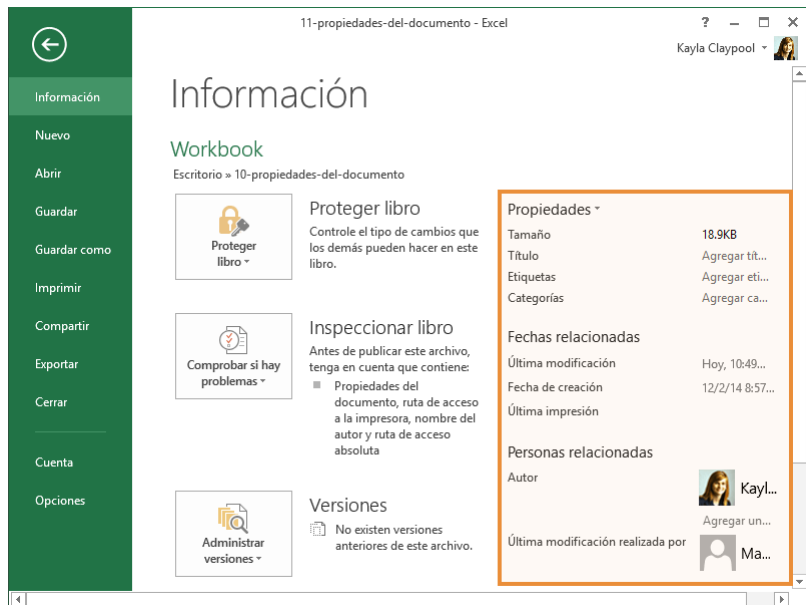 11-propiedades-del-documento - Excel
?
Kayla Claypool
Información
Nuevo
Abrir
Guardar
Guardar como
Imprimir
Compartir
Exportar
Cerrar
Cuenta
Opciones
Información
Workbook
Escritorio » 10-propiedades-del-documento
Proteger
libro
Proteger libro
Controle el tipo de cambios que
los demás pueden hacer en este
libro.
Comprobar si hay
problemas
Inspeccionar libro
Antes de publicar este archivo,
tenga en cuenta que contiene:
Propiedades del
documento, ruta de acceso
a la impresora, nombre del
autor y ruta de acceso
absoluta
Administrar
versiones
Versiones
No existen versiones
anteriores de este archivo.
Propiedades
Tamaño 18.9KB
Título Agregar tít...
Etiquetas Agregar eti...
Categorías Agregar ca...
Fechas relacionadas
Última modificación Hoy, 10:49...
Fecha de creación 12/2/14 8:57...
Última impresión
Personas relacionadas
Autor
Kayl...
Agregar un...
Última modificación realizada por
Ma...